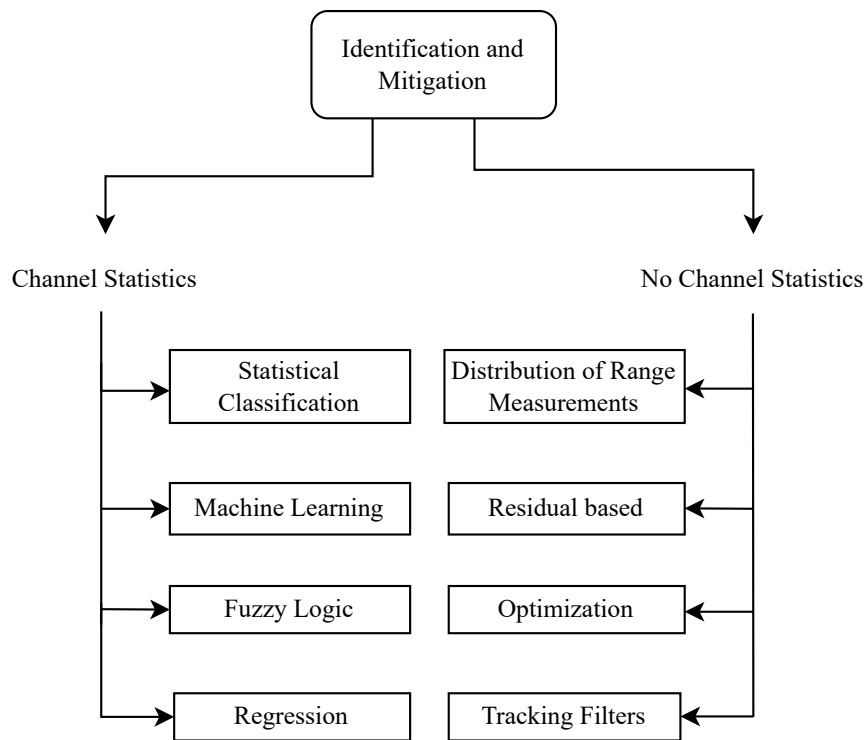 Identification and
Mitigation
Channel Statistics
No Channel Statistics
Statistical
Classification
Distribution of Range
Measurements
Machine Learning
Residual based
Fuzzy Logic
Optimization
Regression
Tracking Filters